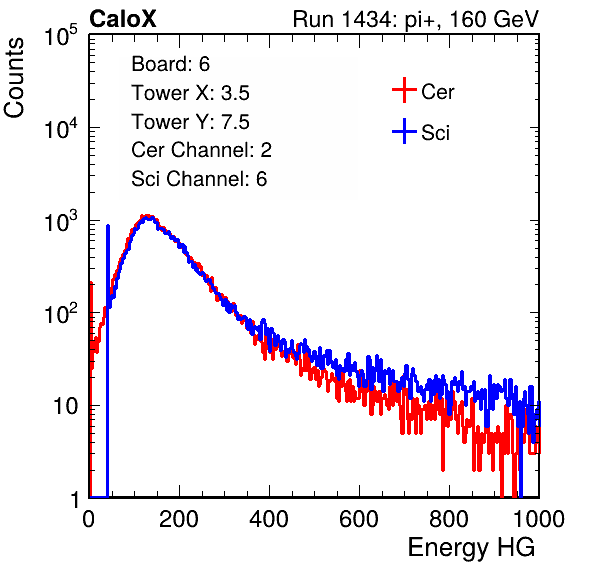 CaloX Run 1434: pi+, 160 GeV
Counts
Board: 6
Tower X: 3.5
Tower Y: 7.5
Cer Channel: 2
Sci Channel: 6
Cer
Sci
10^5
10^4
10^3
10^2
10
1
0 200 400 600 800 1000
Energy HG